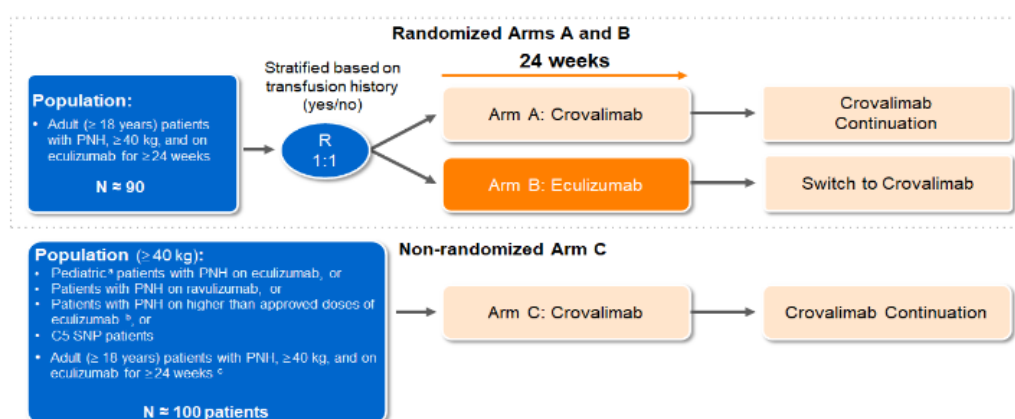 Randomized Arms A and B
24 weeks
Stratified based on
transfusion history
(yes/no)
Population:
• Adult (≥ 18 years) patients
with PNH, ≥40 kg, and on
eculizumab for ≥24 weeks
N ≈ 90
R
1:1
Arm A: Crovalimab
Crovalimab
Continuation
Arm B: Eculizumab
Switch to Crovalimab
Non-randomized Arm C
Population (≥ 40 kg):
• Pediatricᵃ patients with PNH on eculizumab, or
• Patients with PNH on ravulizumab, or
• Patients with PNH on higher than approved doses of
eculizumab ᵇ, or
• C5 SNP patients
• Adult (≥ 18 years) patients with PNH, ≥40 kg, and on
eculizumab for ≥24 weeks ᶜ
N ≈ 100 patients
Arm C: Crovalimab
Crovalimab Continuation